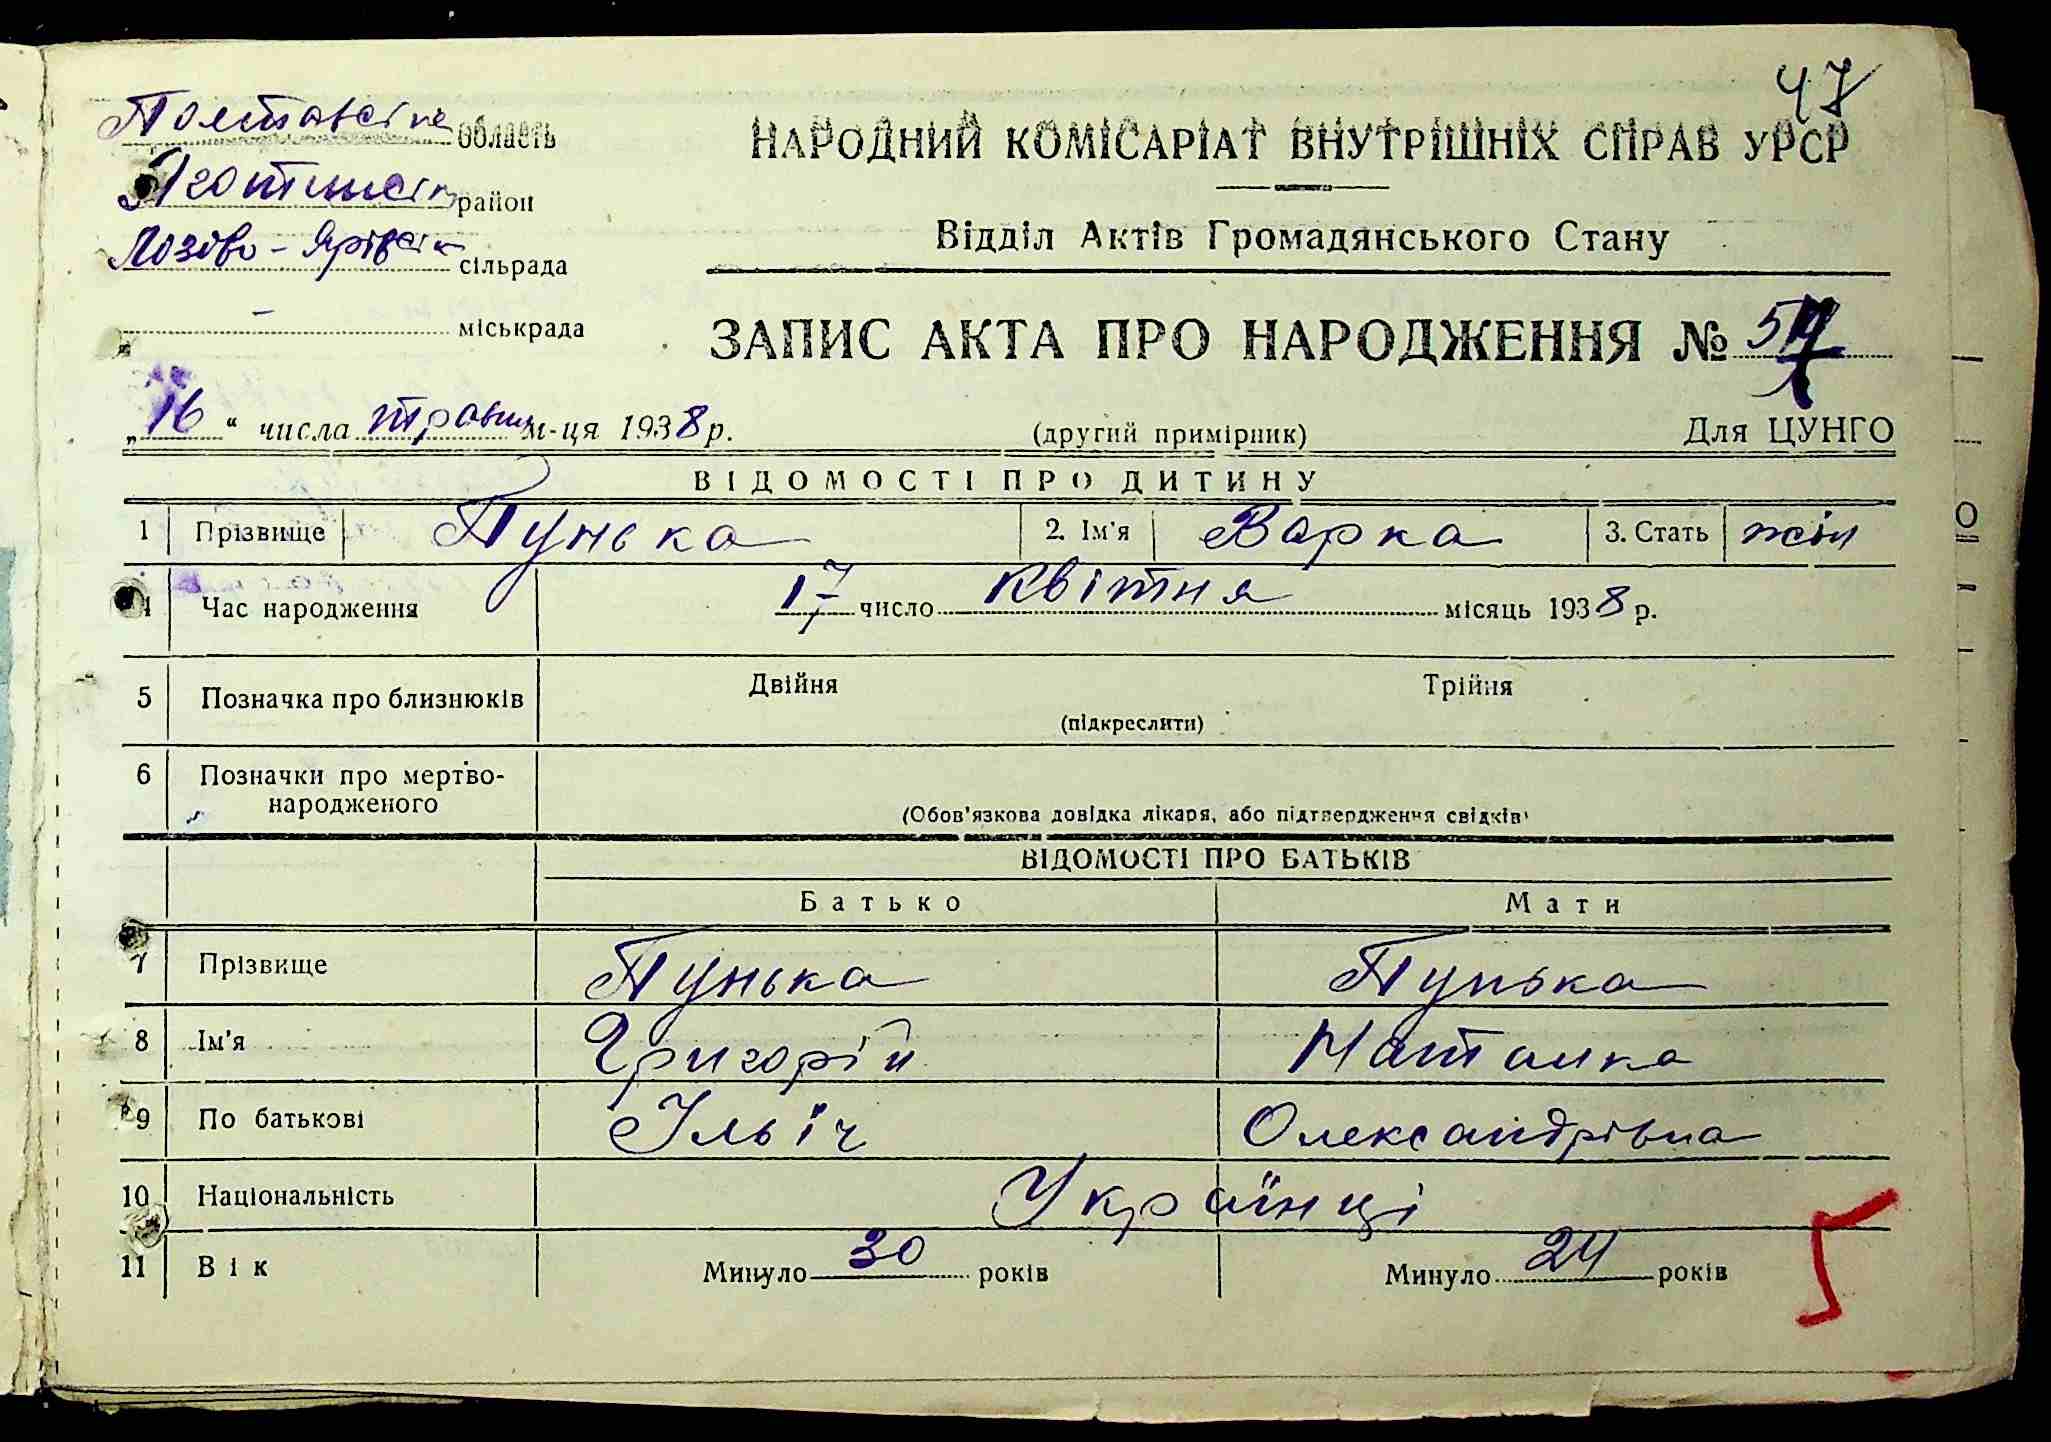 47
Полтавська область
НАРОДНИЙ КОМІСАРІАТ ВНУТРІШНІХ СПРАВ УРСР
Яготинськ район
Відділ Актів Громадянського Стану
Лозово-Ярівськ сільрада
- міськрада
ЗАПИС АКТА ПРО НАРОДЖЕННЯ №
„16“ числа травня м-ця 1938 р.
(другий примірник)
Для ЦУНГО
ВІДОМОСТІ ПРО ДИТИНУ
1 Прізвище Пунька 2. Ім'я Варка 3. Стать жін
4 Час народження 17 число квітня місяць 1938 р.
5 Позначка про близнюків Двійня Трійня
(підкреслити)
6 Позначки про мертво-
народженого
(Обов'язкова довідка лікаря, або підтвердження свідків)
ВІДОМОСТІ ПРО БАТЬКІВ
Батько Мати
7 Прізвище Пунька Пунька
8 Ім'я Григорій Наталка
9 По батькові Ільіч Олександрівна
10 Національність Українці
11 Вік Минуло 30 років Минуло 24 років
5